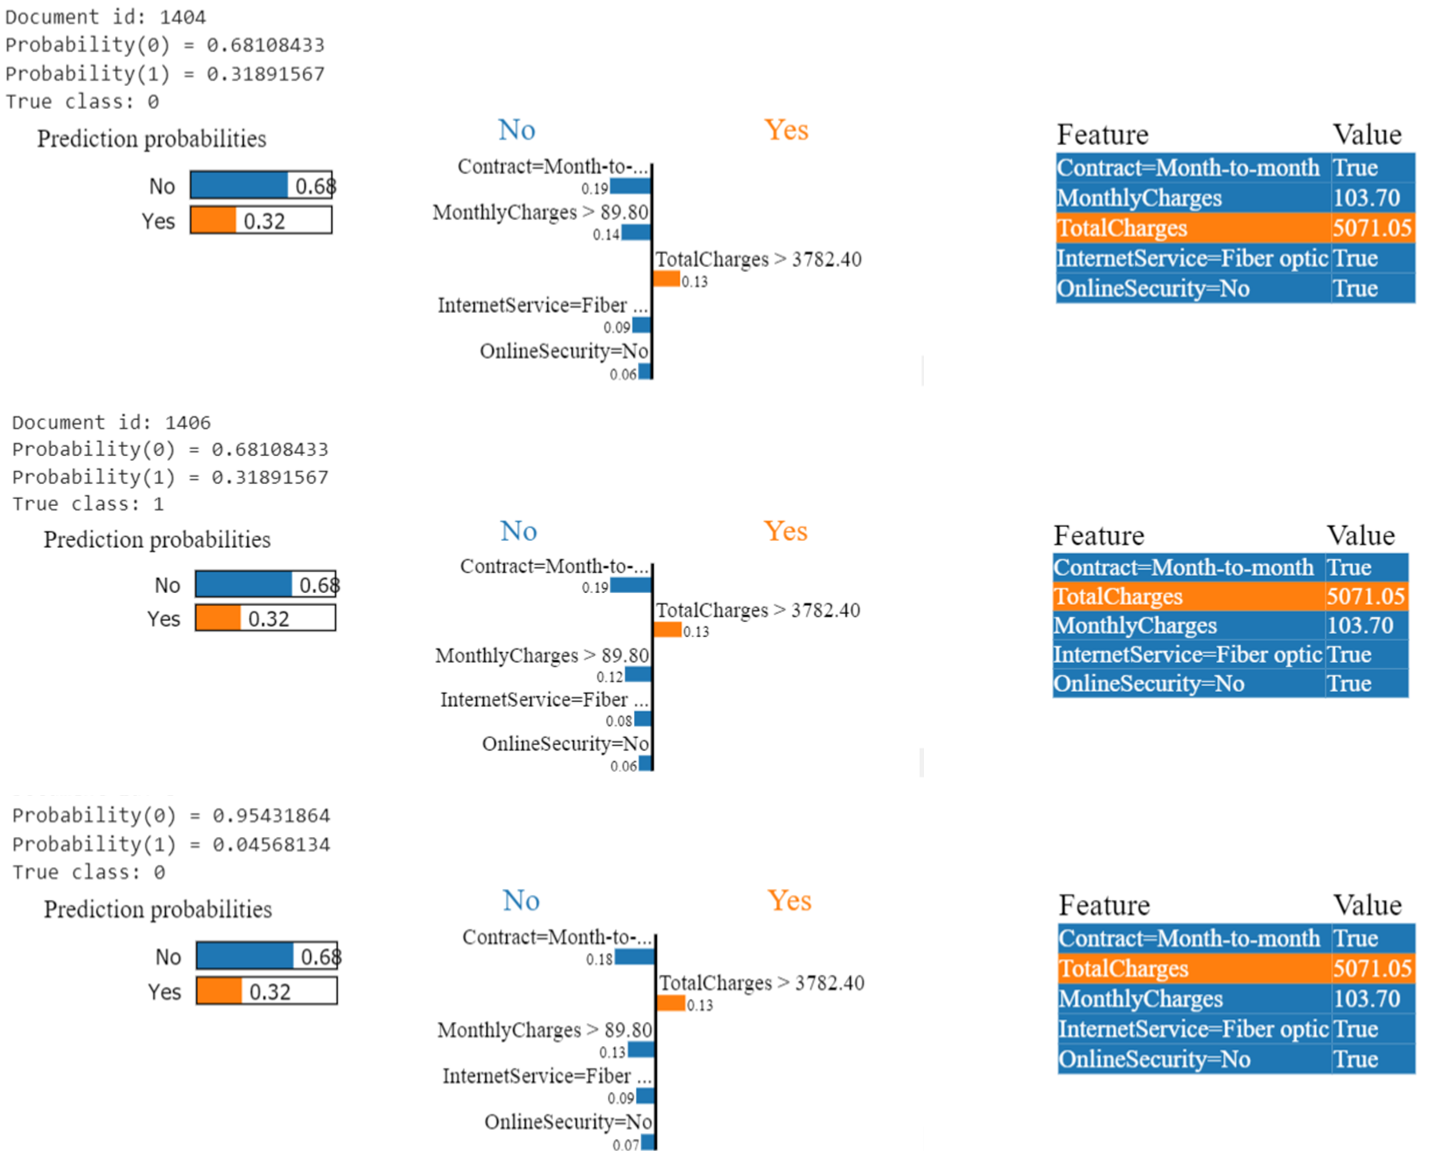 Document id: 1404
Probability(0) = 0.68108433
Probability(1) = 0.31891567
True class: 0
Prediction probabilities
No 0.68
Yes 0.32
No Yes
Contract=Month-to-...
0.19
MonthlyCharges > 89.80
0.14
TotalCharges > 3782.40
0.13
InternetService=Fiber ...
0.09
OnlineSecurity=No
0.06
Feature Value
Contract=Month-to-month True
MonthlyCharges 103.70
TotalCharges 5071.05
InternetService=Fiber optic True
OnlineSecurity=No True
Document id: 1406
Probability(0) = 0.68108433
Probability(1) = 0.31891567
True class: 1
Prediction probabilities
No 0.68
Yes 0.32
No Yes
Contract=Month-to-...
0.19
TotalCharges > 3782.40
0.13
MonthlyCharges > 89.80
0.12
InternetService=Fiber ...
0.08
OnlineSecurity=No
0.06
Feature Value
Contract=Month-to-month True
TotalCharges 5071.05
MonthlyCharges 103.70
InternetService=Fiber optic True
OnlineSecurity=No True
Probability(0) = 0.95431864
Probability(1) = 0.04568134
True class: 0
Prediction probabilities
No 0.68
Yes 0.32
No Yes
Contract=Month-to-...
0.18
TotalCharges > 3782.40
0.13
MonthlyCharges > 89.80
0.13
InternetService=Fiber ...
0.09
OnlineSecurity=No
0.07
Feature Value
Contract=Month-to-month True
TotalCharges 5071.05
MonthlyCharges 103.70
InternetService=Fiber optic True
OnlineSecurity=No True